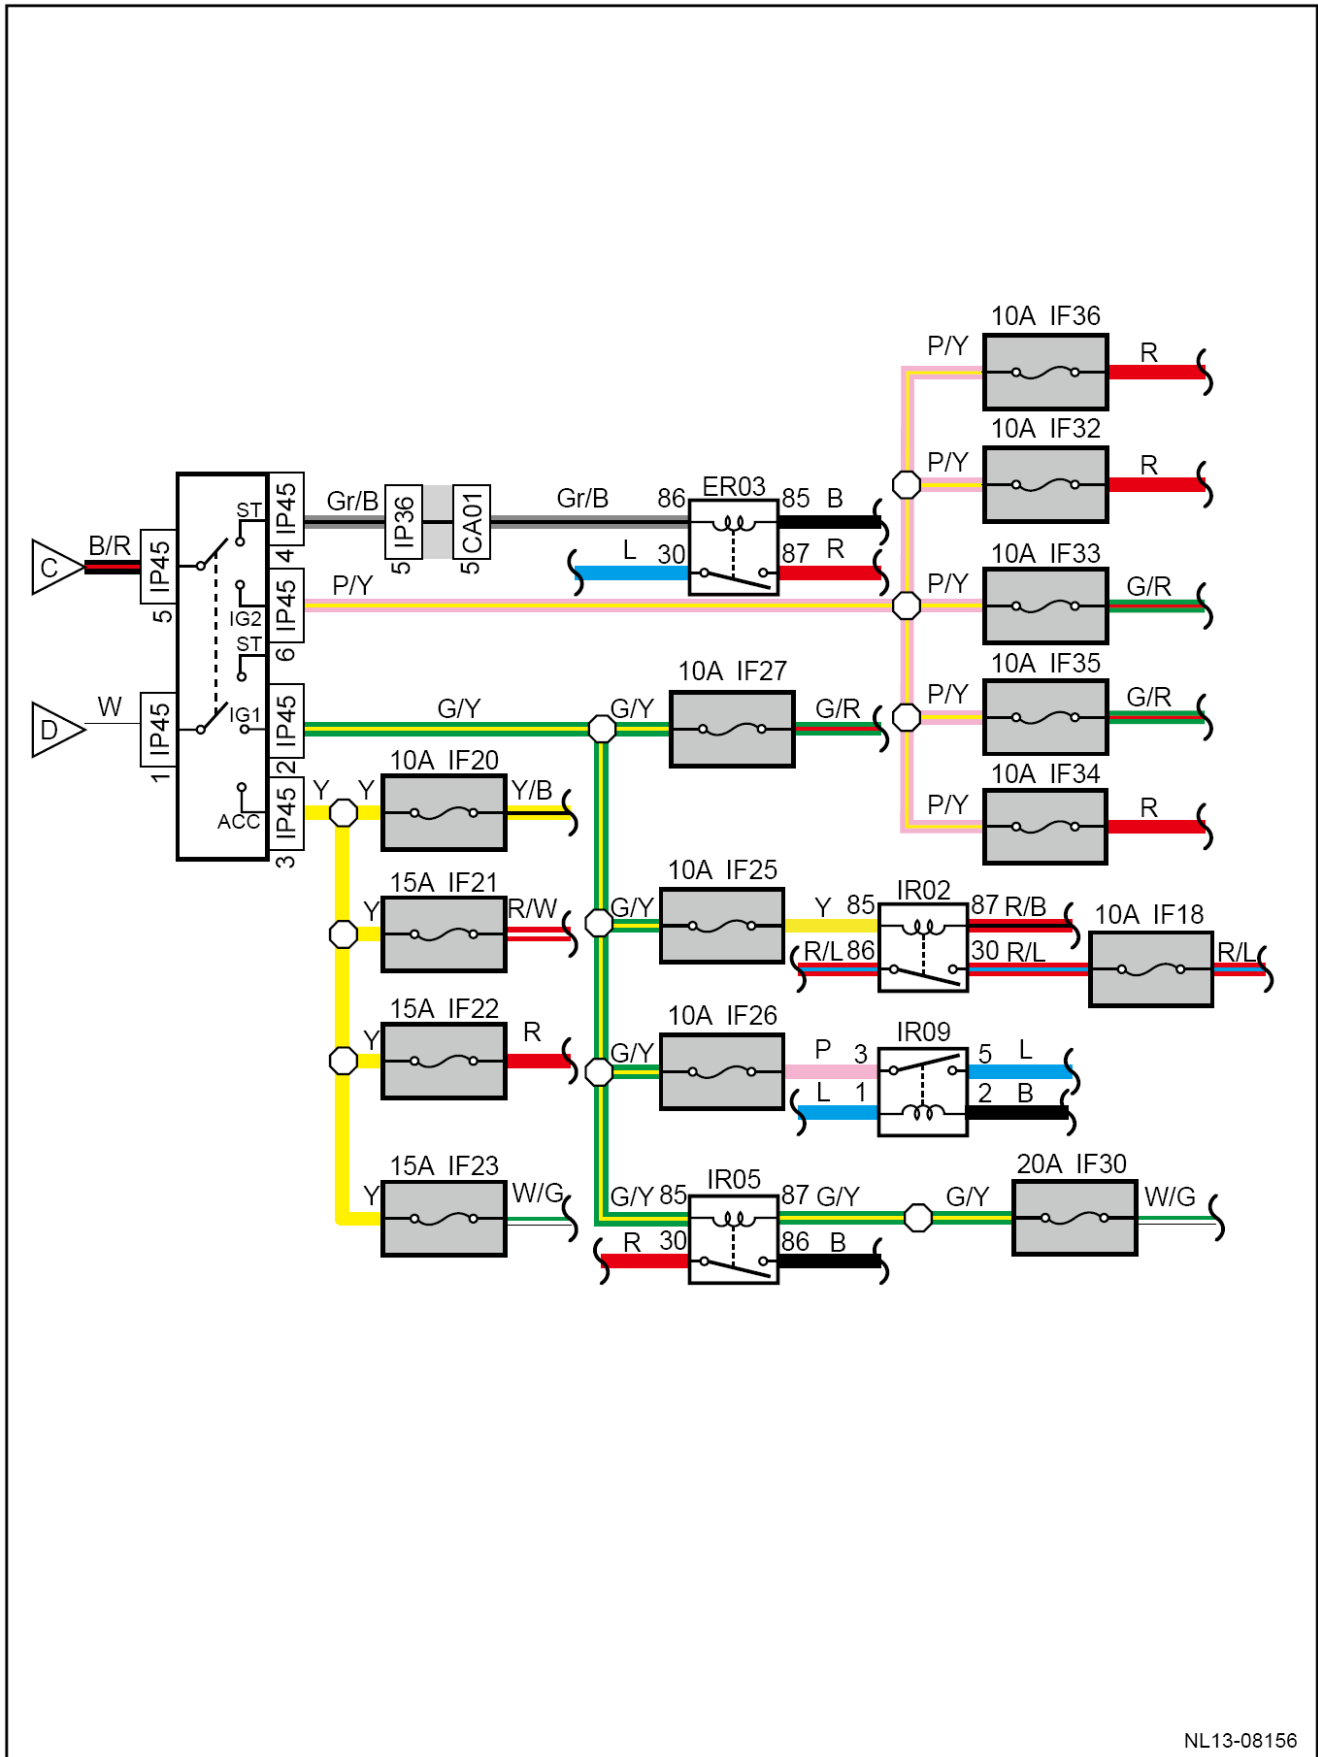 10A IF36
P/Y
R
10A IF32
P/Y
R
ER03
Gr/B
Gr/B
86
85
B
ST
IP45
4
IP36
5
CA01
5
L
30
87
R
C
B/R
IP45
5
10A IF33
P/Y
G/R
P/Y
IG2
IP45
6
ST
10A IF35
P/Y
G/R
10A IF27
G/Y
G/Y
G/R
D
W
IP45
1
IG1
IP45
2
10A IF34
P/Y
R
10A IF20
Y
Y
Y/B
ACC
IP45
3
15A IF21
Y
R/W
10A IF25
G/Y
Y
85
IR02
87
R/B
10A IF18
R/L
86
30
R/L
R/L
15A IF22
Y
R
10A IF26
G/Y
P
3
IR09
5
L
L
1
2
B
15A IF23
Y
W/G
IR05
G/Y
85
87
G/Y
G/Y
20A IF30
W/G
R
30
86
B
NL13-08156